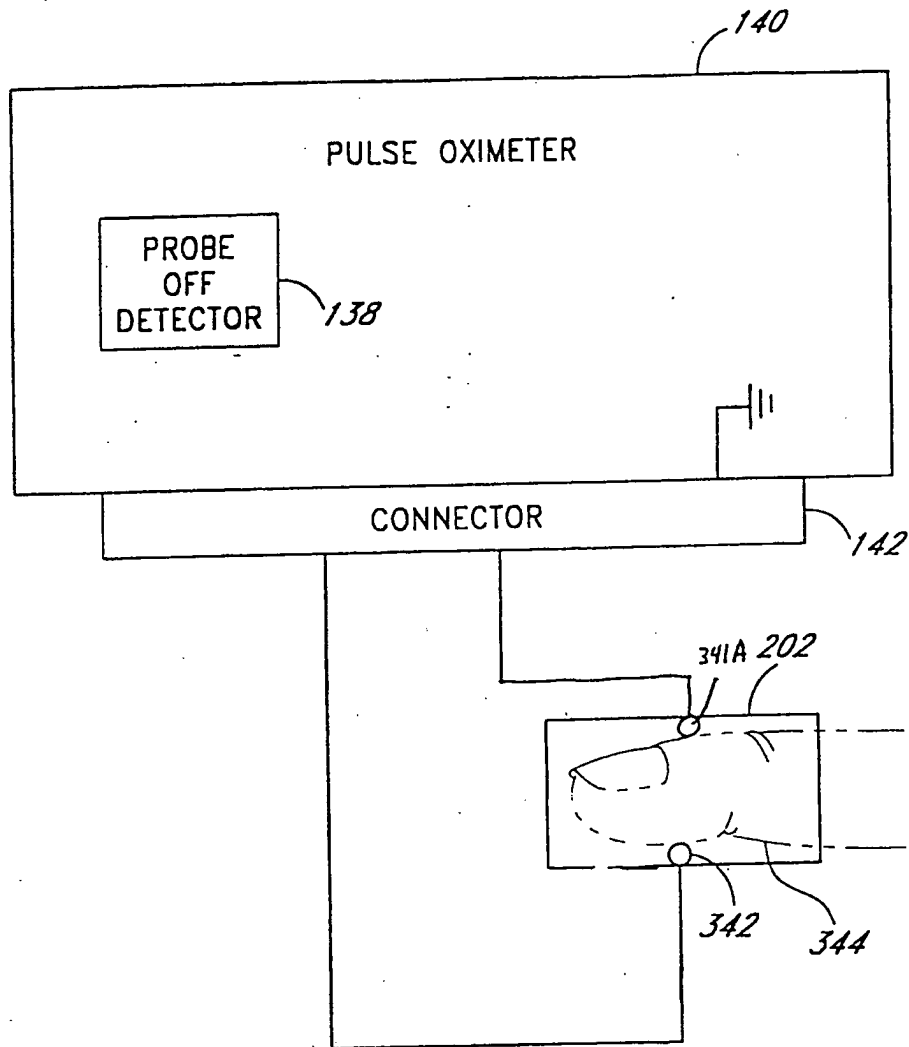 140
PULSE OXIMETER
PROBE
OFF
DETECTOR
138
CONNECTOR
142
341A 202
342
344